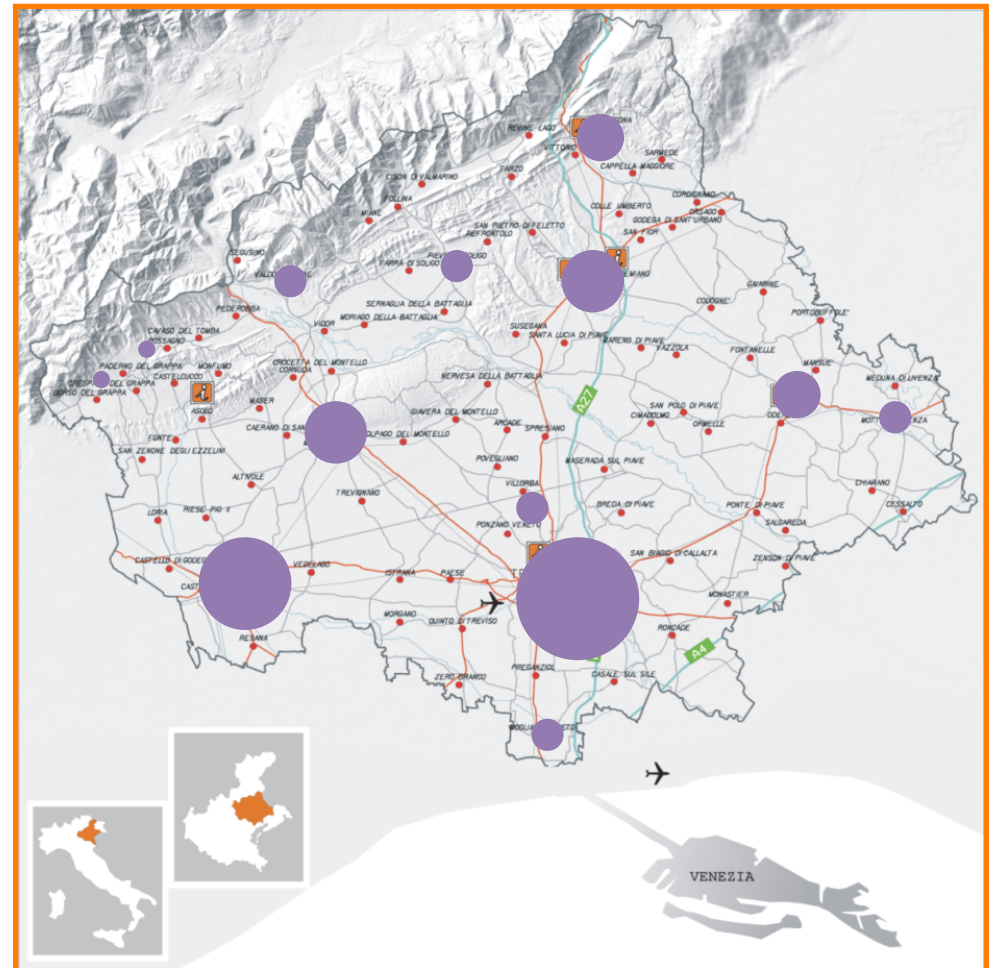 REVINE LAGO
VITTORIO
SARMEDE
CAPPELLA MAGGIORE
TARZO
CISON DI VALMARINO
FOLLINA
MIANE
CORDIGNANO
ORSAGO
COLLE UMBERTO
GODEGA DI SANT'URBANO
SAN FIOR
SAN PIETRO DI FELETTO
REFRONTOLO
SEGUSINO
FARRA DI SOLIGO
GAIARINE
CODOGNE'
PORTOBUFFOLE'
SERNAGLIA DELLA BATTAGLIA
MORIAGO DELLA BATTAGLIA
VIDOR
PEDEROBBA
SUSEGANA
SANTA LUCIA DI PIAVE
MARENO DI PIAVE
VAZZOLA
FONTANELLE
MANSUE'
MEDUNA DI LIVENZA
CAVASO DEL TOMBA
PADERNO DEL GRAPPA
CASTELCUCCO
MONFUMO
CROCETTA DEL MONTELLO
CORNUDA
NERVESA DELLA BATTAGLIA
DEL GRAPPA
BORSO DEL GRAPPA
MASER
ASOLO
A27
SAN POLO DI PIAVE
CIMADOLMO
ORMELLE
GIAVERA DEL MONTELLO
ARCADE
SPRESIANO
CAERANO DI SAN
VOLPAGO DEL MONTELLO
FONTE
SAN ZENONE DEGLI EZZELINI
POVEGLIANO
MASERADA SUL PIAVE
ALTIVOLE
TREVIGNANO
VILLORBA
CHIARANO
CESSALTO
LORIA
RIESE PIO X
BREDA DI PIAVE
PONTE DI PIAVE
SALGAREDA
PONZANO VENETO
CASTELLO DI GODEGO
VEDELAGO
ISTRANA
PAESE
SAN BIAGIO DI CALLALTA
ZENSON DI PIAVE
MONASTIER
MORGANO
QUINTO DI TREVISO
RONCADE
RESANA
A4
PREGANZIOL
ZERO BRANCO
CASALE SUL SILE
VENEZIA